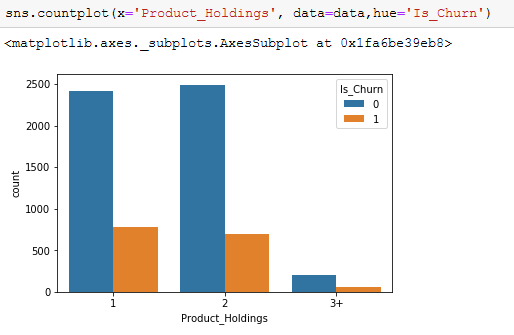 sns.countplot(x='Product_Holdings', data=data,hue='Is_Churn')
<matplotlib.axes._subplots.AxesSubplot at 0x1fa6be39eb8>
Is_Churn
0
1
2500
2000
1500
1000
500
0
count
1 2 3+
Product_Holdings